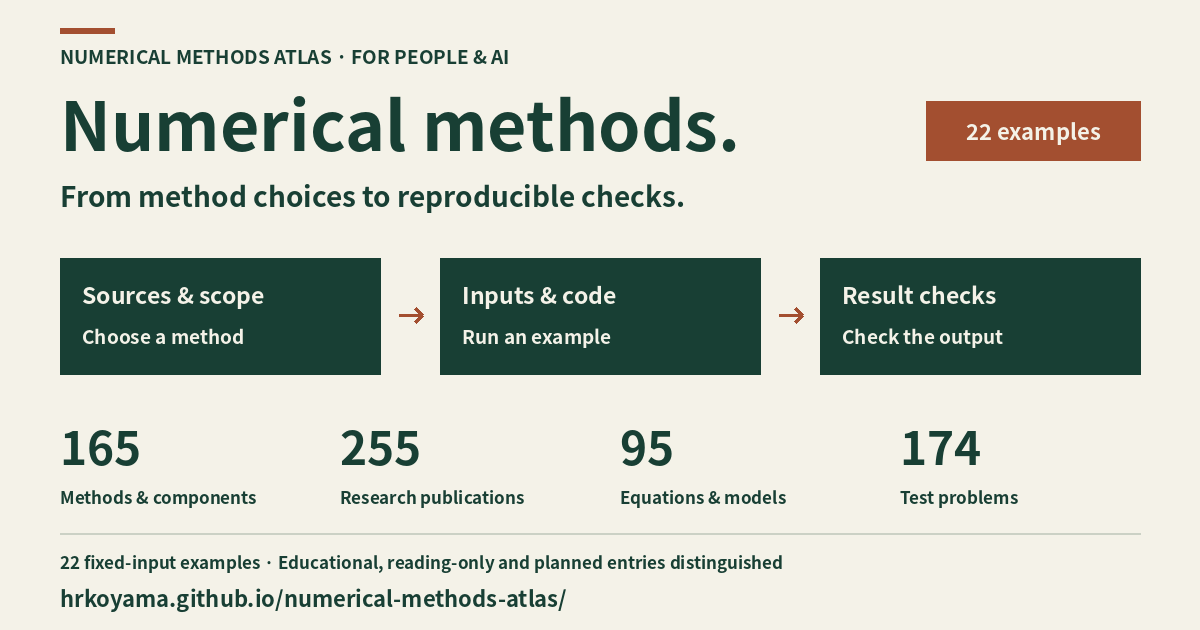 NUMERICAL METHODS ATLAS · FOR PEOPLE & AI
Numerical methods.
22 examples
From method choices to reproducible checks.
Sources & scope
Choose a method
→
Inputs & code
Run an example
→
Result checks
Check the output
165
Methods & components
255
Research publications
95
Equations & models
174
Test problems
22 fixed-input examples · Educational, reading-only and planned entries distinguished
hrkoyama.github.io/numerical-methods-atlas/